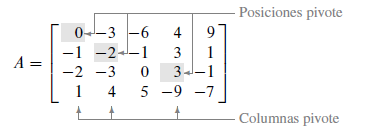 Posiciones pivote
0 −3 −6 4 9
−1 −2 −1 3 1
A =
−2 −3 0 3 −1
1 4 5 −9 −7
Columnas pivote